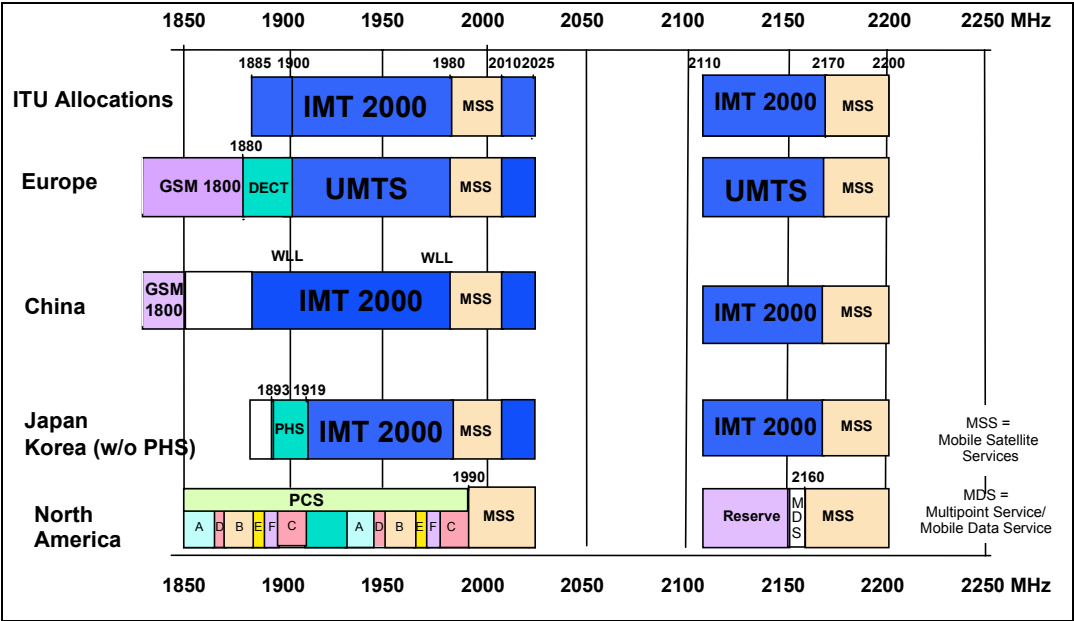 1850 1900 1950 2000 2050 2100 2150 2200 2250 MHz
1885 1900 1980 2010 2025 2110 2170 2200
ITU Allocations
IMT 2000 MSS IMT 2000 MSS
1880
Europe
GSM 1800 DECT UMTS MSS UMTS MSS
WLL WLL
China
GSM
1800
IMT 2000 MSS IMT 2000 MSS
1893 1919
Japan
Korea (w/o PHS)
PHS IMT 2000 MSS IMT 2000 MSS
MSS =
Mobile Satellite
Services
1990 2160
PCS
North
America
A D B E F C A D B E F C MSS
Reserve MDS MSS
MDS =
Multipoint Service/
Mobile Data Service
1850 1900 1950 2000 2050 2100 2150 2200 2250 MHz